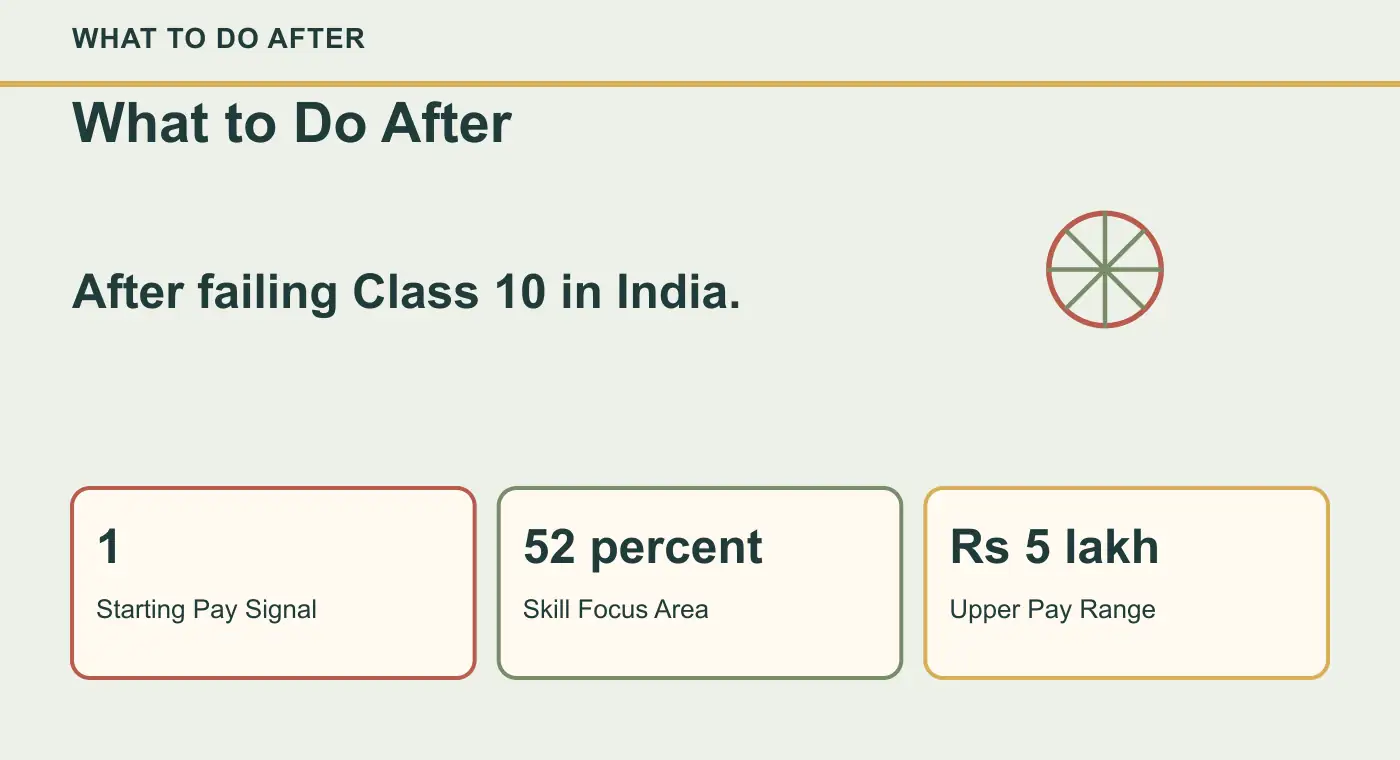 WHAT TO DO AFTER
What to Do After
After failing Class 10 in India.
1
Starting Pay Signal
52 percent
Skill Focus Area
Rs 5 lakh
Upper Pay Range